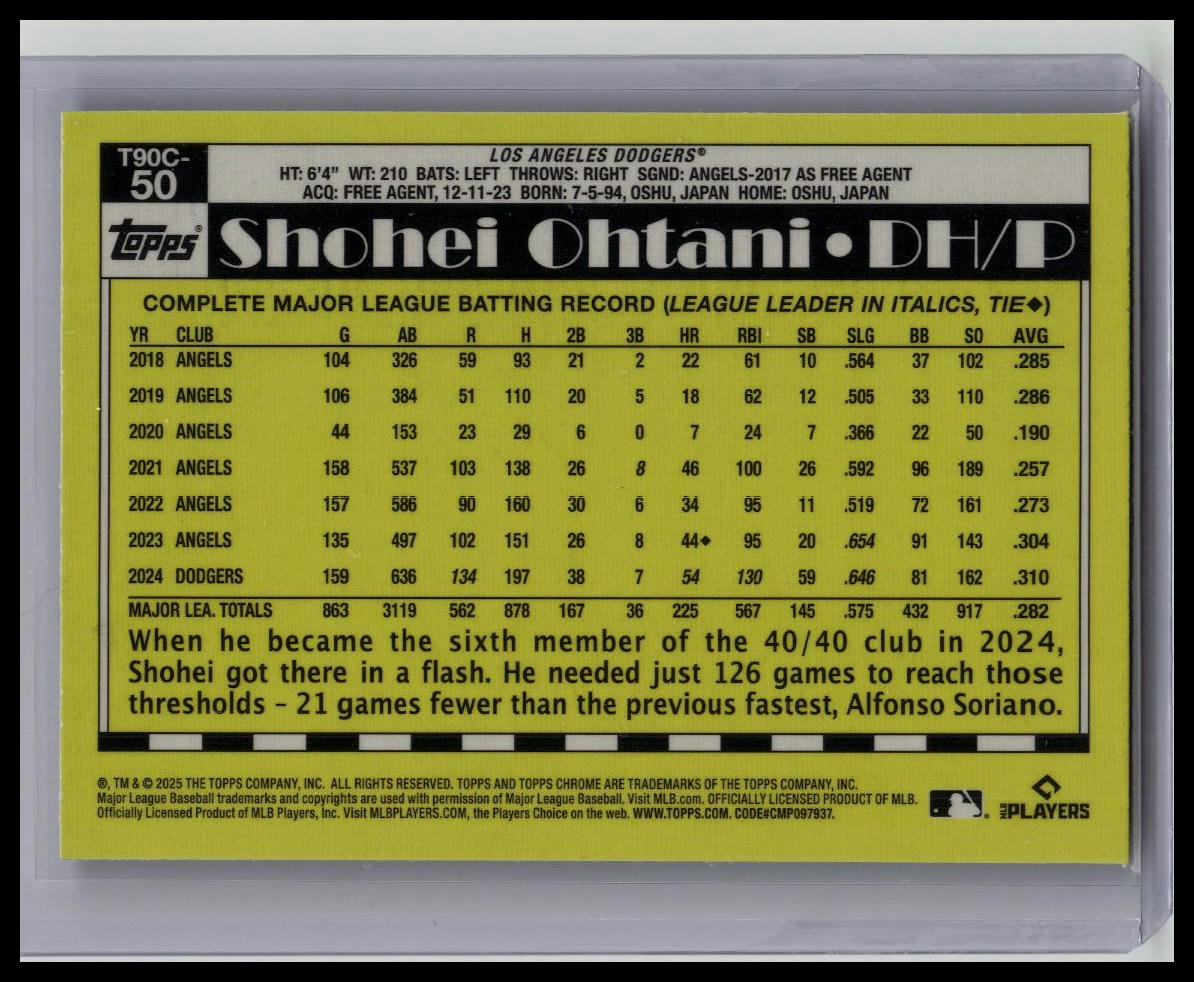 T90C-
50
LOS ANGELES DODGERS®
HT: 6'4" WT: 210 BATS: LEFT THROWS: RIGHT SGND: ANGELS-2017 AS FREE AGENT
ACQ: FREE AGENT, 12-11-23 BORN: 7-5-94, OSHU, JAPAN HOME: OSHU, JAPAN
topps® Shohei Ohtani • DH/P
COMPLETE MAJOR LEAGUE BATTING RECORD (LEAGUE LEADER IN ITALICS, TIE◆)
YR CLUB G AB R H 2B 3B HR RBI SB SLG BB SO AVG
2018 ANGELS 104 326 59 93 21 2 22 61 10 .564 37 102 .285
2019 ANGELS 106 384 51 110 20 5 18 62 12 .505 33 110 .286
2020 ANGELS 44 153 23 29 6 0 7 24 7 .366 22 50 .190
2021 ANGELS 158 537 103 138 26 8 46 100 26 .592 96 189 .257
2022 ANGELS 157 586 90 160 30 6 34 95 11 .519 72 161 .273
2023 ANGELS 135 497 102 151 26 8 44◆ 95 20 .654 91 143 .304
2024 DODGERS 159 636 134 197 38 7 54 130 59 .646 81 162 .310
MAJOR LEA. TOTALS 863 3119 562 878 167 36 225 567 145 .575 432 917 .282
When he became the sixth member of the 40/40 club in 2024,
Shohei got there in a flash. He needed just 126 games to reach those
thresholds – 21 games fewer than the previous fastest, Alfonso Soriano.
®, TM & © 2025 THE TOPPS COMPANY, INC. ALL RIGHTS RESERVED. TOPPS AND TOPPS CHROME ARE TRADEMARKS OF THE TOPPS COMPANY, INC.
Major League Baseball trademarks and copyrights are used with permission of Major League Baseball. Visit MLB.com. OFFICIALLY LICENSED PRODUCT OF MLB.
Officially Licensed Product of MLB Players, Inc. Visit MLBPLAYERS.COM, the Players Choice on the web. WWW.TOPPS.COM. CODE#CMP097937.
MLB PLAYERS